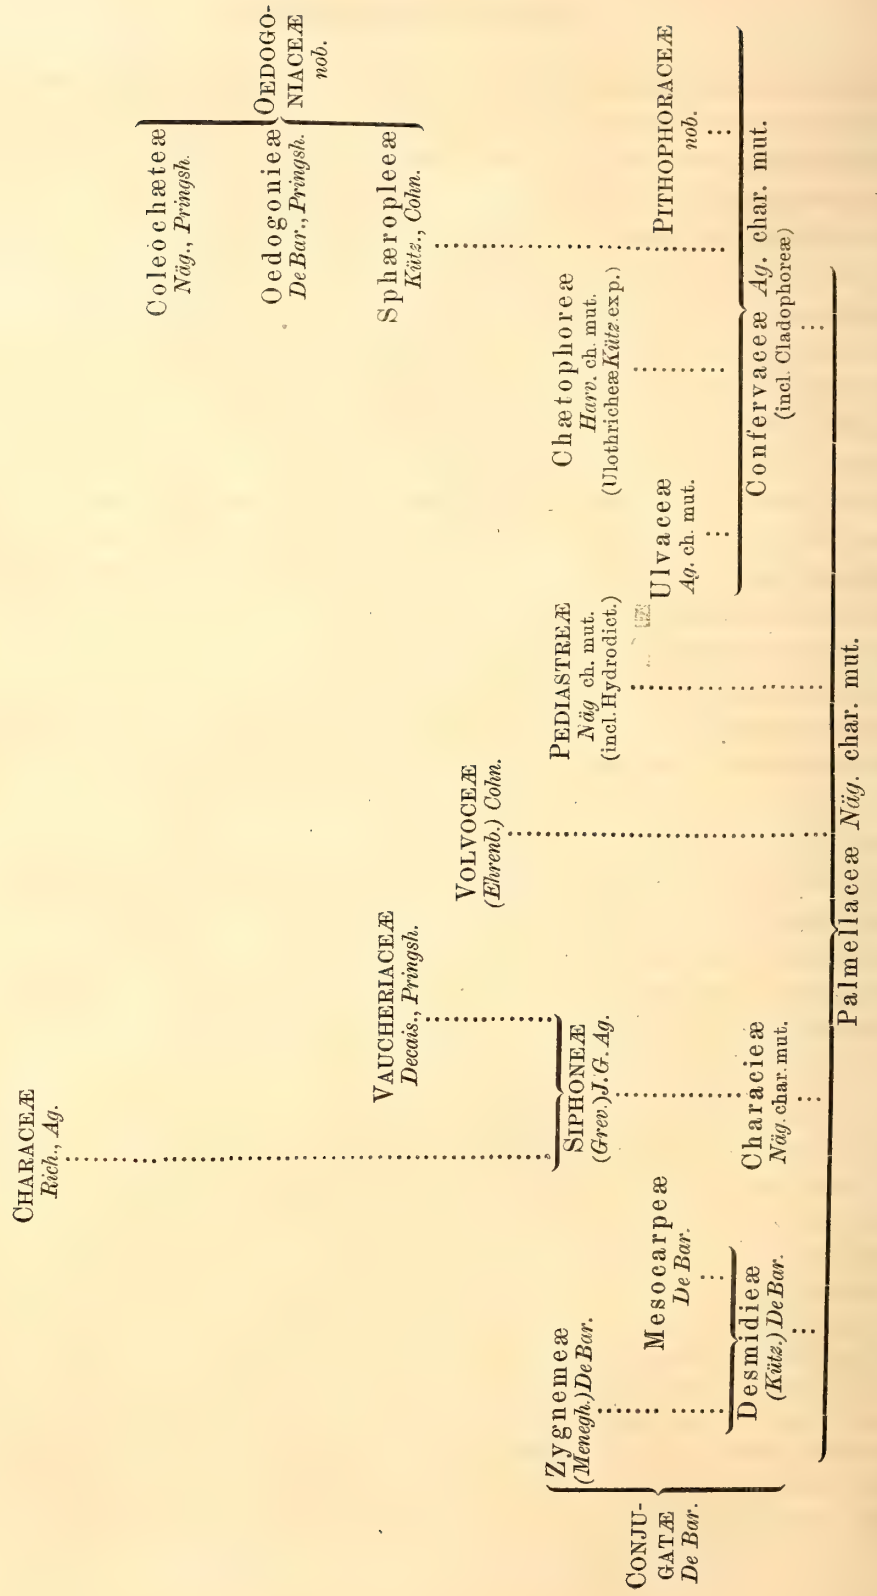 CHARACEÆ
Rich., Ag.
Coleochæteæ
Näg., Pringsh.
Oedogonieæ
De Bar., Pringsh.
Sphæropleeæ
Kütz., Cohn.
OEDOGO-
NIACEÆ
nob.
VAUCHERIACEÆ
Decais., Pringsh.
VOLVOCEÆ
(Ehrenb.) Cohn.
Zygnemeæ
(Menegh.) De Bar.
SIPHONEÆ
(Grev.) J. G. Ag.
PEDIASTREÆ
Näg ch. mut.
(incl. Hydrodict.)
Chætophoreæ
Harv. ch. mut.
(Ulothricheæ Kütz. exp.)
CONJU-
GATÆ
De Bar.
Mesocarpeæ
De Bar.
Ulvaceæ
Ag. ch. mut.
PITHOPHORACEÆ
nob.
Desmidieæ
(Kütz.) De Bar.
Characieæ
Näg. char. mut.
Confervaceæ Ag. char. mut.
(incl. Cladophoreæ)
Palmellaceæ Näg. char. mut.